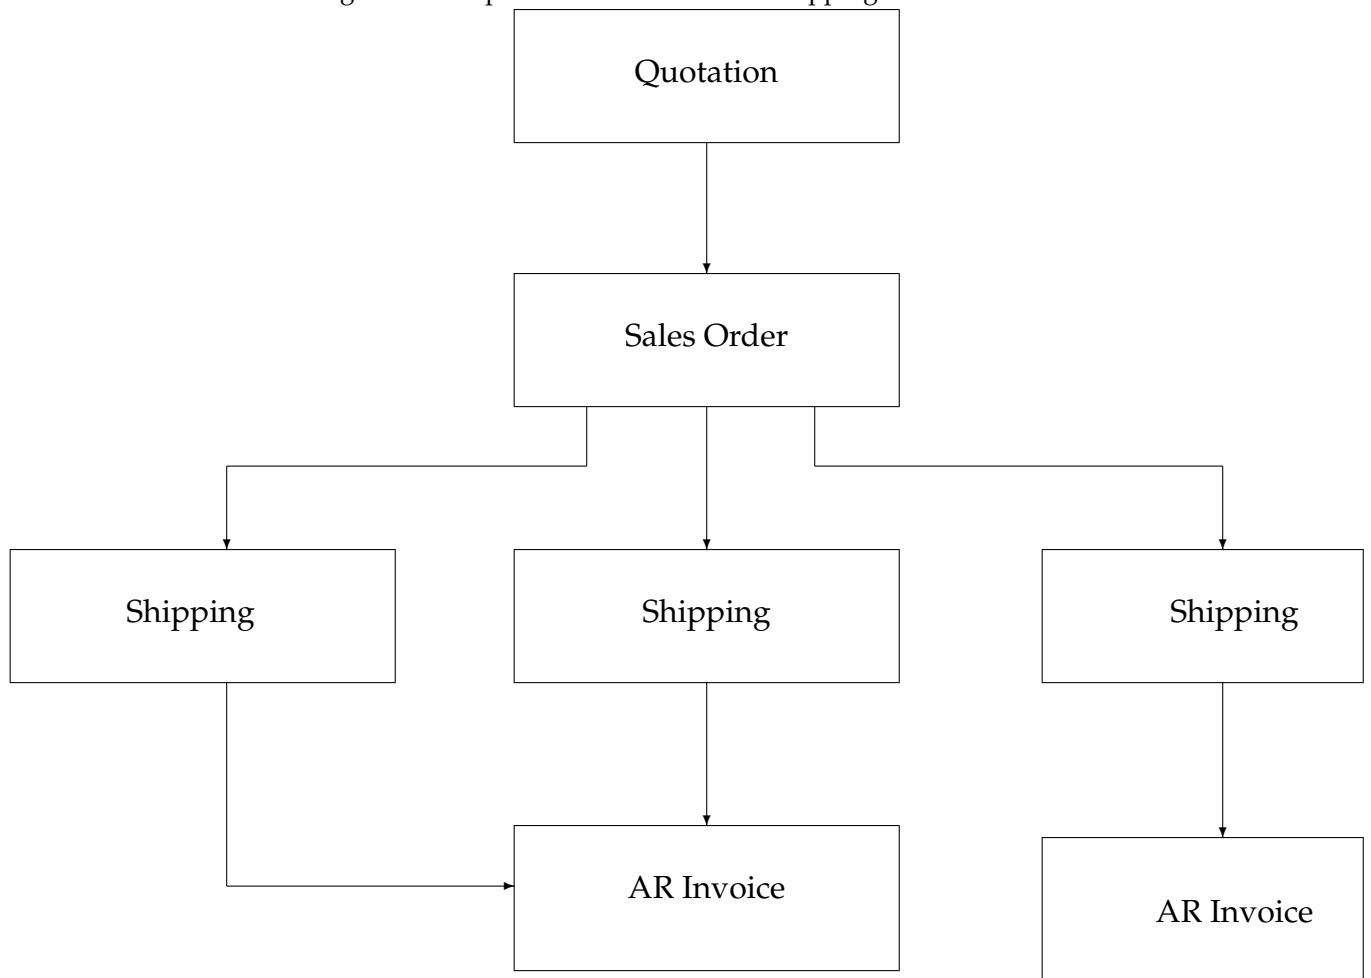 Quotation
Sales Order
Shipping
Shipping
Shipping
AR Invoice
AR Invoice